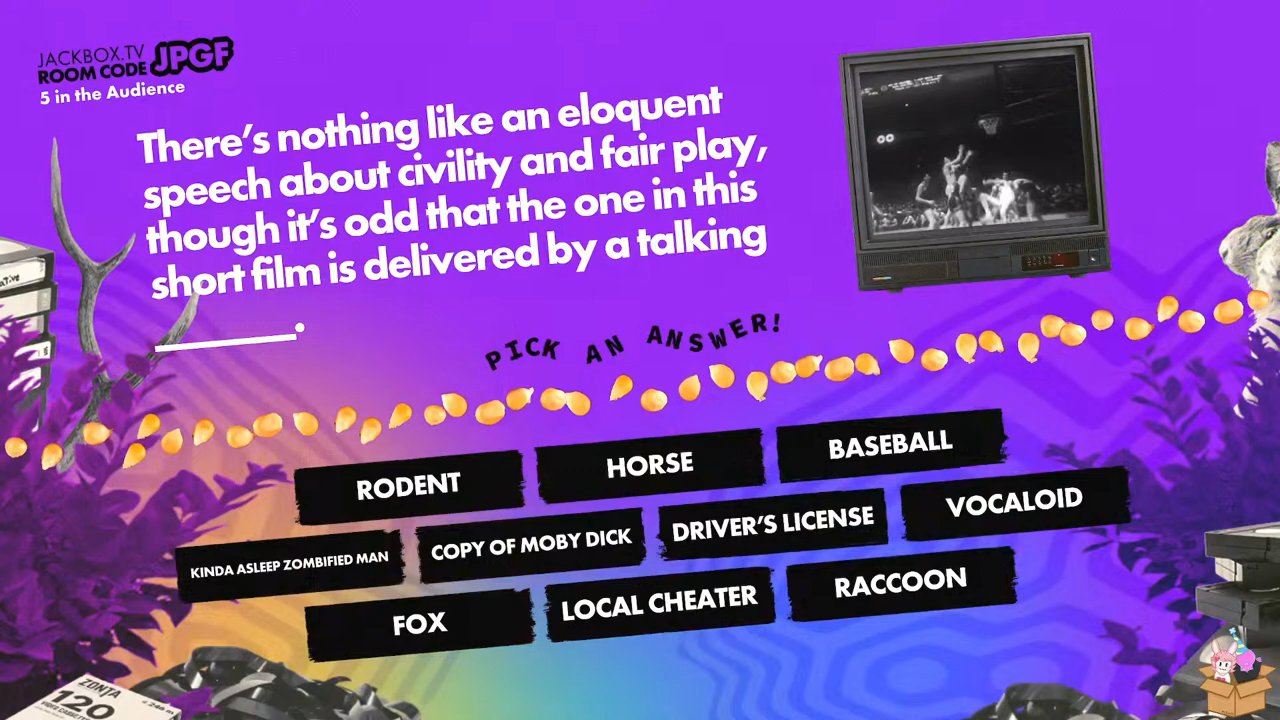 JACKBOX.TV
ROOM CODE JPGF
5 in the Audience
There's nothing like an eloquent
speech about civility and fair play,
though it's odd that the one in this
short film is delivered by a talking
PICK AN ANSWER!
RODENT
HORSE
BASEBALL
KINDA ASLEEP ZOMBIFIED MAN
COPY OF MOBY DICK
DRIVER'S LICENSE
VOCALOID
FOX
LOCAL CHEATER
RACCOON
ZONTA
120